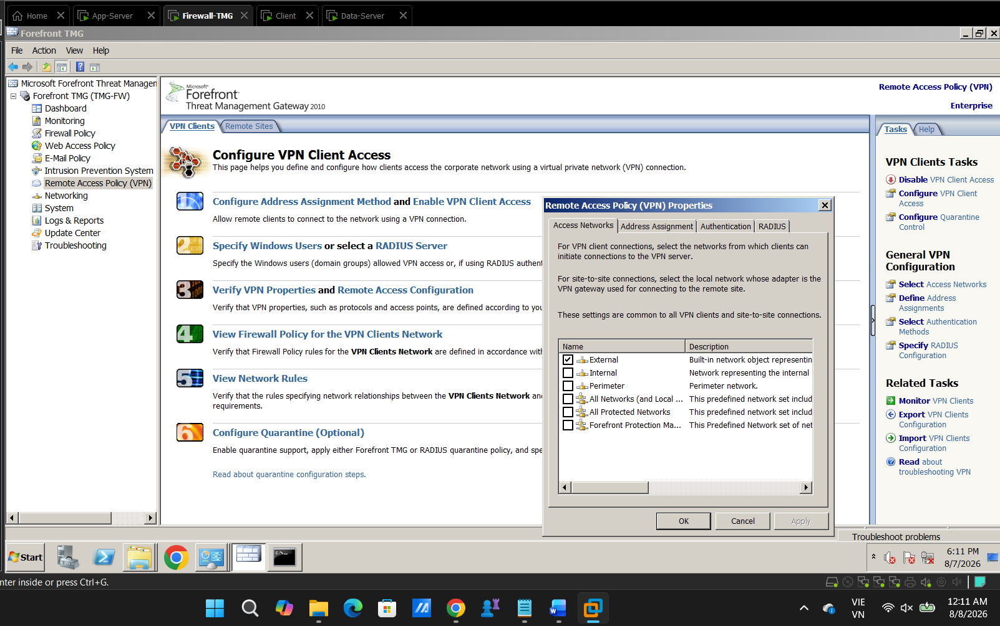 Home
App-Server
Firewall-TMG
Client
Data-Server
Forefront TMG
File Action View Help
Microsoft Forefront Threat Manager
Forefront TMG (TMG-FW)
Dashboard
Monitoring
Firewall Policy
Web Access Policy
E-Mail Policy
Intrusion Prevention System
Remote Access Policy (VPN)
Networking
System
Logs & Reports
Update Center
Troubleshooting
Microsoft
Forefront
Threat Management Gateway 2010
Remote Access Policy (VPN)
Enterprise
VPN Clients
Remote Sites
Configure VPN Client Access
This page helps you define and configure how clients access the corporate network using a virtual private network (VPN) connection.
1
Configure Address Assignment Method and Enable VPN Client Access
Allow remote clients to connect to the network using a VPN connection.
2
Specify Windows Users or select a RADIUS Server
Specify the Windows users (domain groups) allowed VPN access or, if using RADIUS authent
3
Verify VPN Properties and Remote Access Configuration
Verify that VPN properties, such as protocols and access points, are defined according to you
4
View Firewall Policy for the VPN Clients Network
Verify that Firewall Policy rules for the VPN Clients Network are defined in accordance with
5
View Network Rules
Verify that the rules specifying network relationships between the VPN Clients Network and
requirements.
6
Configure Quarantine (Optional)
Enable quarantine support, apply either Forefront TMG or RADIUS quarantine policy, and spe
Read about quarantine configuration steps.
Remote Access Policy (VPN) Properties
Access Networks
Address Assignment
Authentication
RADIUS
For VPN client connections, select the networks from which clients can
initiate connections to the VPN server.
For site-to-site connections, select the local network whose adapter is the
VPN gateway used for connecting to the remote site.
These settings are common to all VPN clients and site-to-site connections.
Name Description
External Built-in network object representin
Internal Network representing the internal
Perimeter Perimeter network.
All Networks (and Local ... This predefined network set includ
All Protected Networks This predefined network set includ
Forefront Protection Ma... This Predefined Network set of net
OK
Cancel
Apply
Tasks
Help
VPN Clients Tasks
Disable VPN Client Access
Configure VPN Client
Access
Configure Quarantine
Control
General VPN
Configuration
Select Access Networks
Define Address
Assignments
Select Authentication
Methods
Specify RADIUS
Configuration
Related Tasks
Monitor VPN Clients
Export VPN Clients
Configuration
Import VPN Clients
Configuration
Read about
troubleshooting VPN
Troubleshoot problems
Start
6:11 PM
8/7/2026
nter inside or press Ctrl+G.
VIE
VN
12:11 AM
8/8/2026